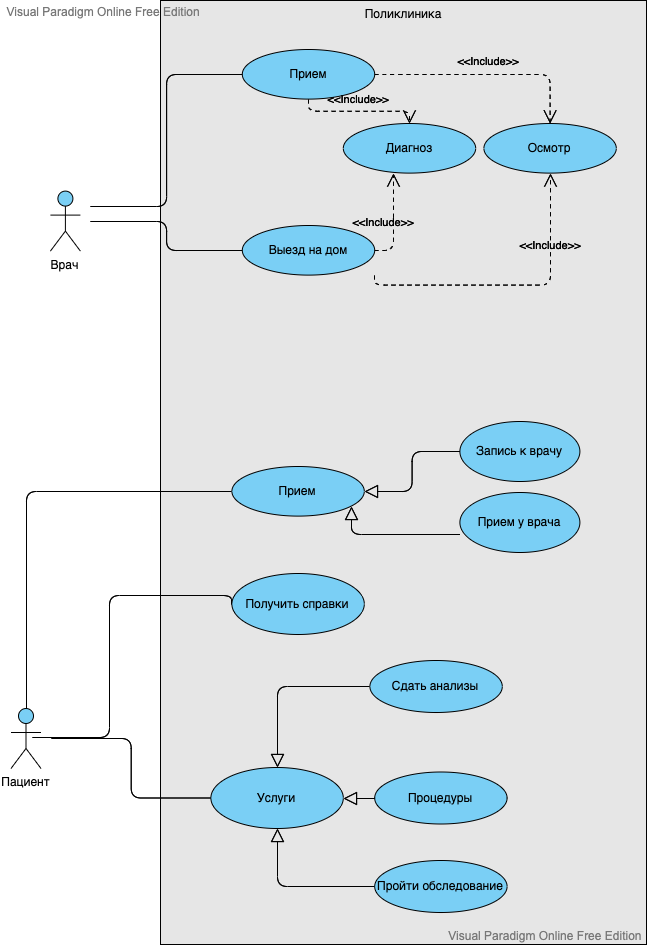 Visual Paradigm Online Free Edition
Поликлиника
Прием
<<Include>>
<<Include>>
Диагноз
Осмотр
<<Include>>
<<Include>>
Выезд на дом
Врач
Запись к врачу
Прием
Прием у врача
Получить справки
Сдать анализы
Пациент
Услуги
Процедуры
Пройти обследование
Visual Paradigm Online Free Edition